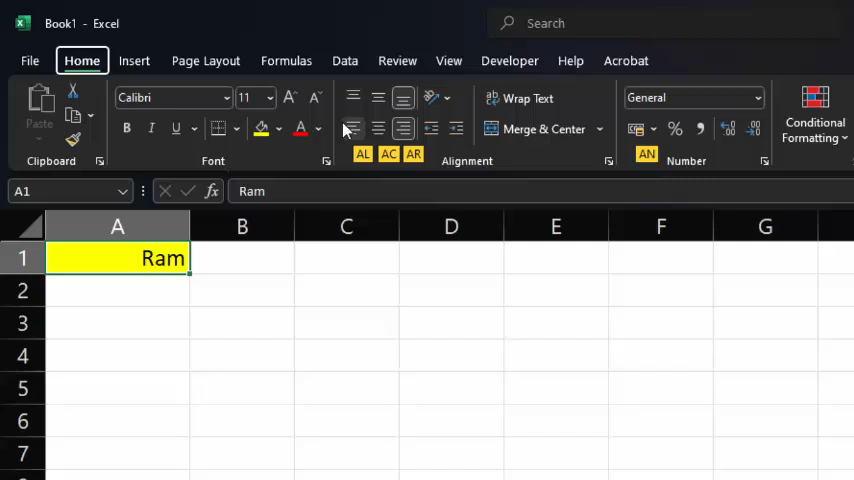 Book1 - Excel
Search
File Home Insert Page Layout Formulas Data Review View Developer Help Acrobat
Paste
Calibri 11 A A
Wrap Text
General
Conditional
Formatting
B I U A
Merge & Center
% ,
AL AC AR AN
Clipboard Font Alignment Number
A1 fx Ram
A B C D E F G
1 Ram
2
3
4
5
6
7